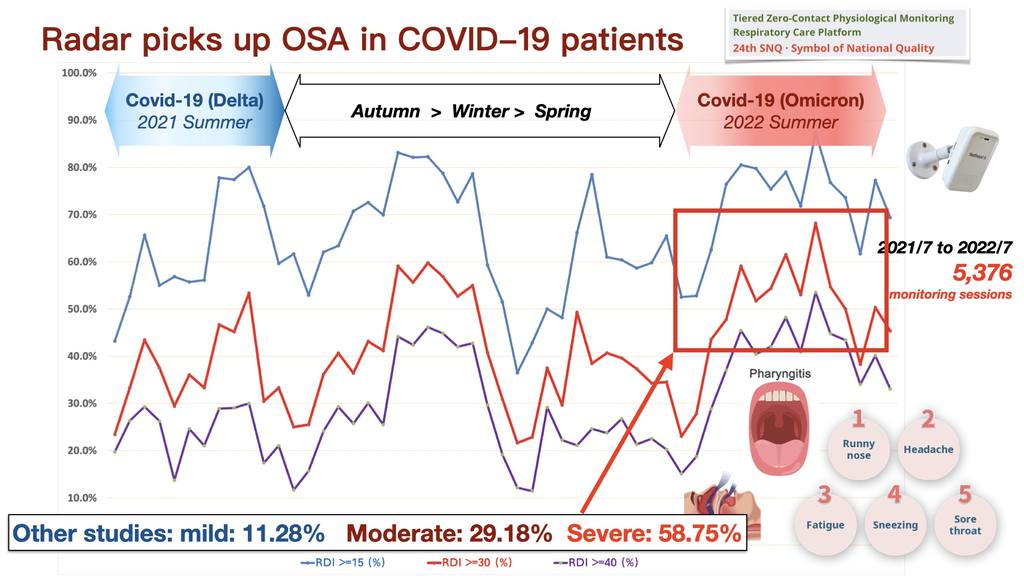 Radar picks up OSA in COVID-19 patients
Tiered Zero-Contact Physiological Monitoring
Respiratory Care Platform
24th SNQ · Symbol of National Quality
100.0%
90.0%
80.0%
70.0%
60.0%
50.0%
40.0%
30.0%
20.0%
10.0%
Covid-19 (Delta)
2021 Summer
Autumn > Winter > Spring
Covid-19 (Omicron)
2022 Summer
2021/7 to 2022/7
5,376
monitoring sessions
Pharyngitis
1
Runny
nose
2
Headache
3
Fatigue
4
Sneezing
5
Sore
throat
Other studies: mild: 11.28% Moderate: 29.18% Severe: 58.75%
RDI >=15 (%) RDI >=30 (%) RDI >=40 (%)